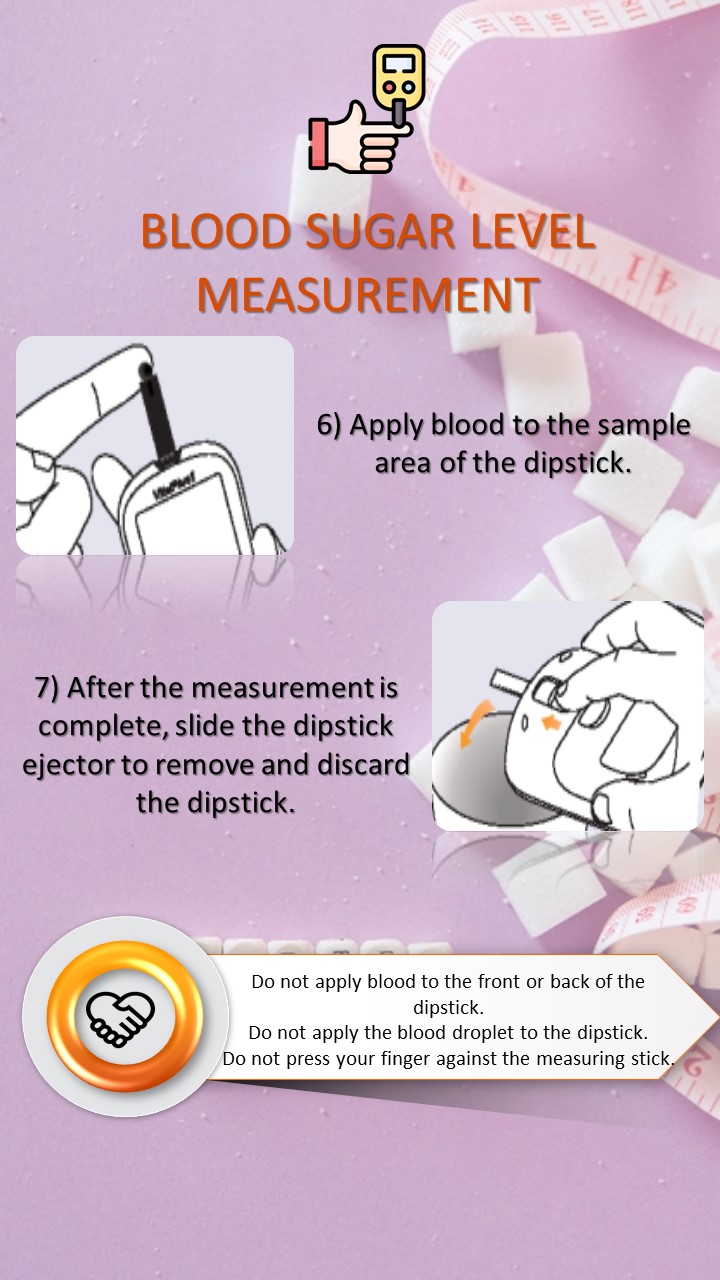 BLOOD SUGAR LEVEL
MEASUREMENT
6) Apply blood to the sample
area of the dipstick.
7) After the measurement is
complete, slide the dipstick
ejector to remove and discard
the dipstick.
Do not apply blood to the front or back of the
dipstick.
Do not apply the blood droplet to the dipstick.
Do not press your finger against the measuring stick.